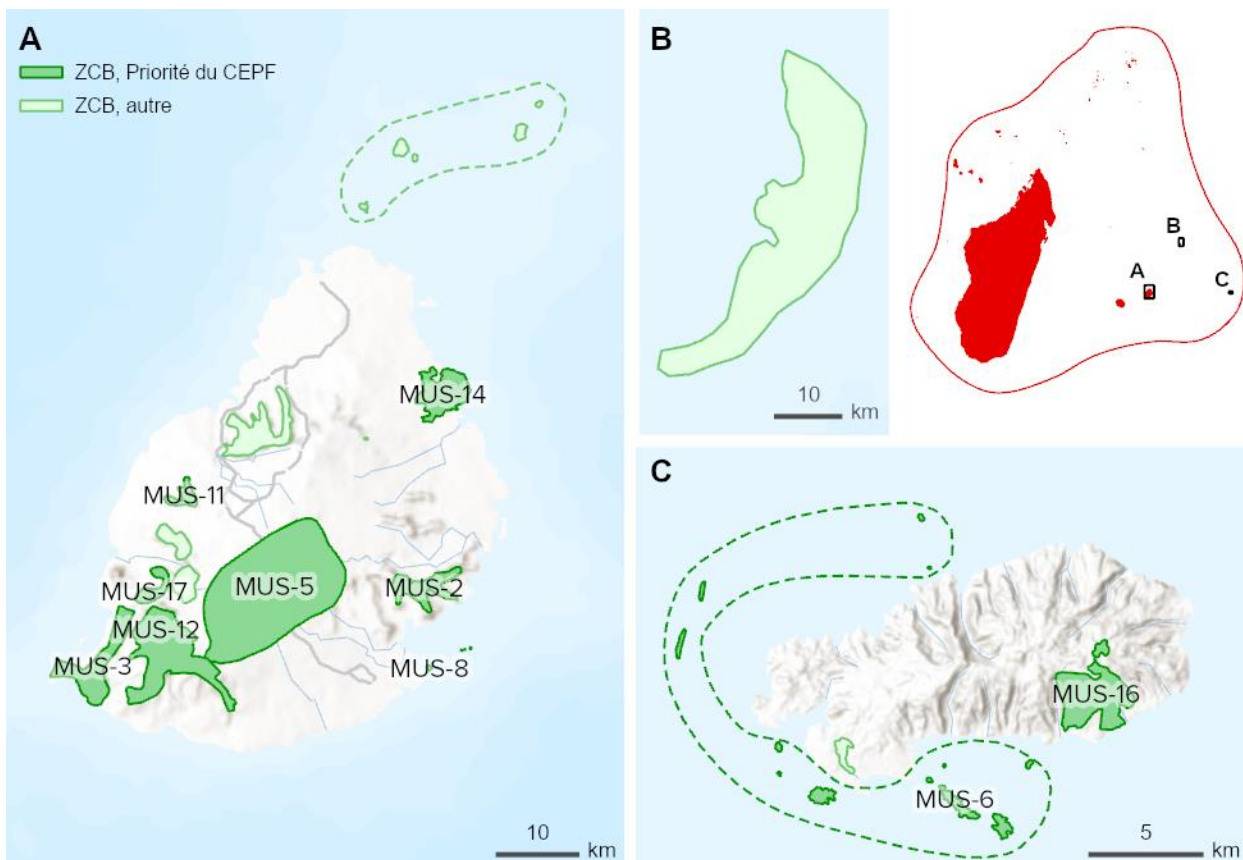 A
ZCB, Priorité du CEPF
ZCB, autre
MUS-14
MUS-11
MUS-5
MUS-17
MUS-2
MUS-12
MUS-3
MUS-8
10
km
B
10
km
B
A
C
C
MUS-16
MUS-6
5
km